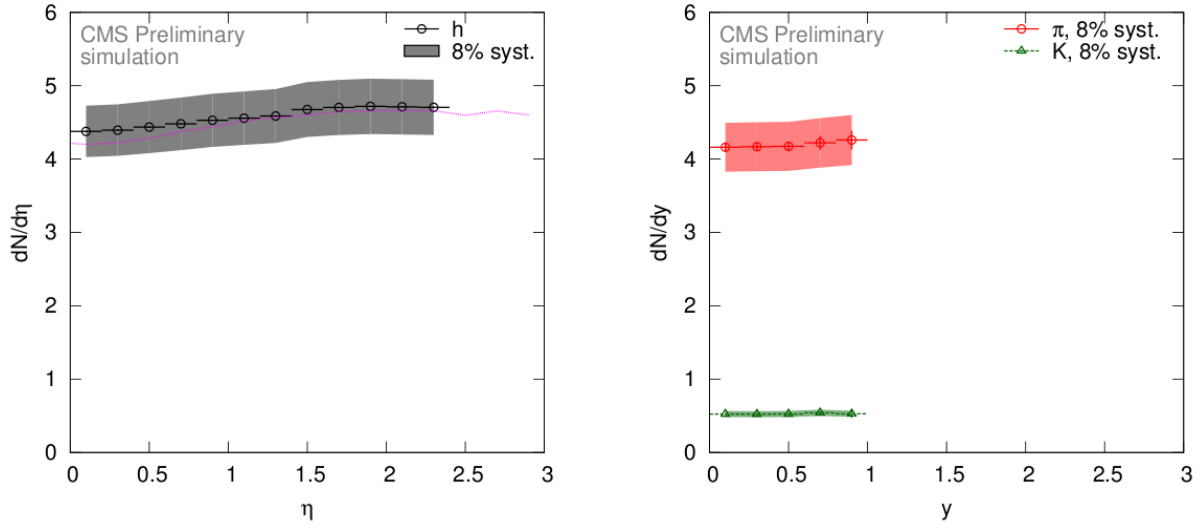 CMS Preliminary
simulation
h
8% syst.
dN/dη
6
5
4
3
2
1
0
0 0.5 1 1.5 2 2.5 3
η
CMS Preliminary
simulation
π, 8% syst.
K, 8% syst.
dN/dy
6
5
4
3
2
1
0
0 0.5 1 1.5 2 2.5 3
y